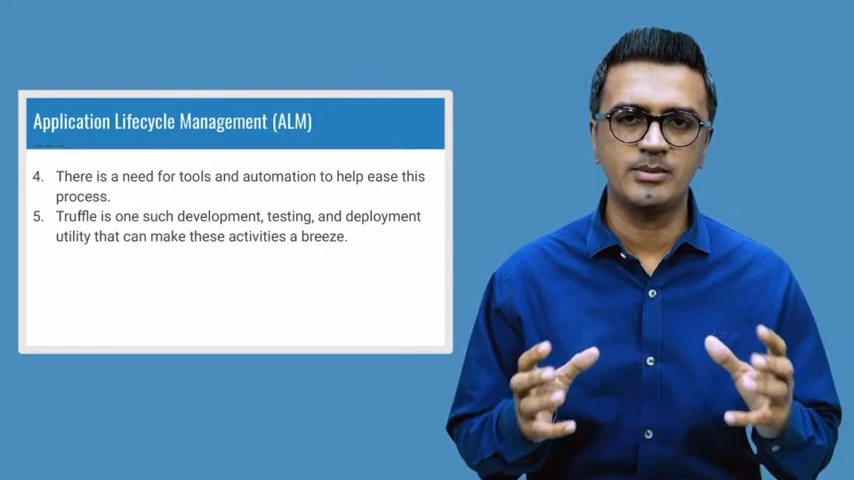 Application Lifecycle Management (ALM)
4. There is a need for tools and automation to help ease this
process.
5. Truffle is one such development, testing, and deployment
utility that can make these activities a breeze.